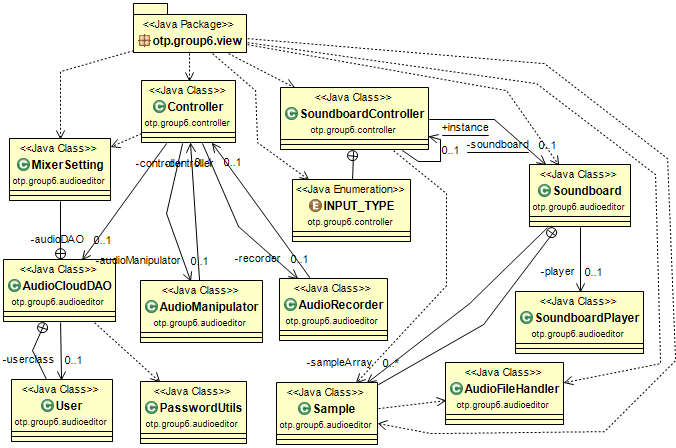 <<Java Package>>
otp.group6.view
<<Java Class>>
Controller
otp.group6.controller
<<Java Class>>
SoundboardController
otp.group6.controller
+instance
0..1
-soundboard
0..1
<<Java Class>>
MixerSetting
otp.group6.audioeditor
-controller
0..1
<<Java Enumeration>>
INPUT_TYPE
otp.group6.controller
<<Java Class>>
Soundboard
otp.group6.audioeditor
-audioDAO
0..1
-audioManipulator
0..1
-recorder
0..1
<<Java Class>>
AudioCloudDAO
otp.group6.audioeditor
<<Java Class>>
AudioManipulator
otp.group6.audioeditor
<<Java Class>>
AudioRecorder
otp.group6.audioeditor
-player
0..1
<<Java Class>>
SoundboardPlayer
otp.group6.audioeditor
-userclass
0..1
-sampleArray
0..*
<<Java Class>>
User
otp.group6.audioeditor
<<Java Class>>
PasswordUtils
otp.group6.audioeditor
<<Java Class>>
Sample
otp.group6.audioeditor
<<Java Class>>
AudioFileHandler
otp.group6.audioeditor